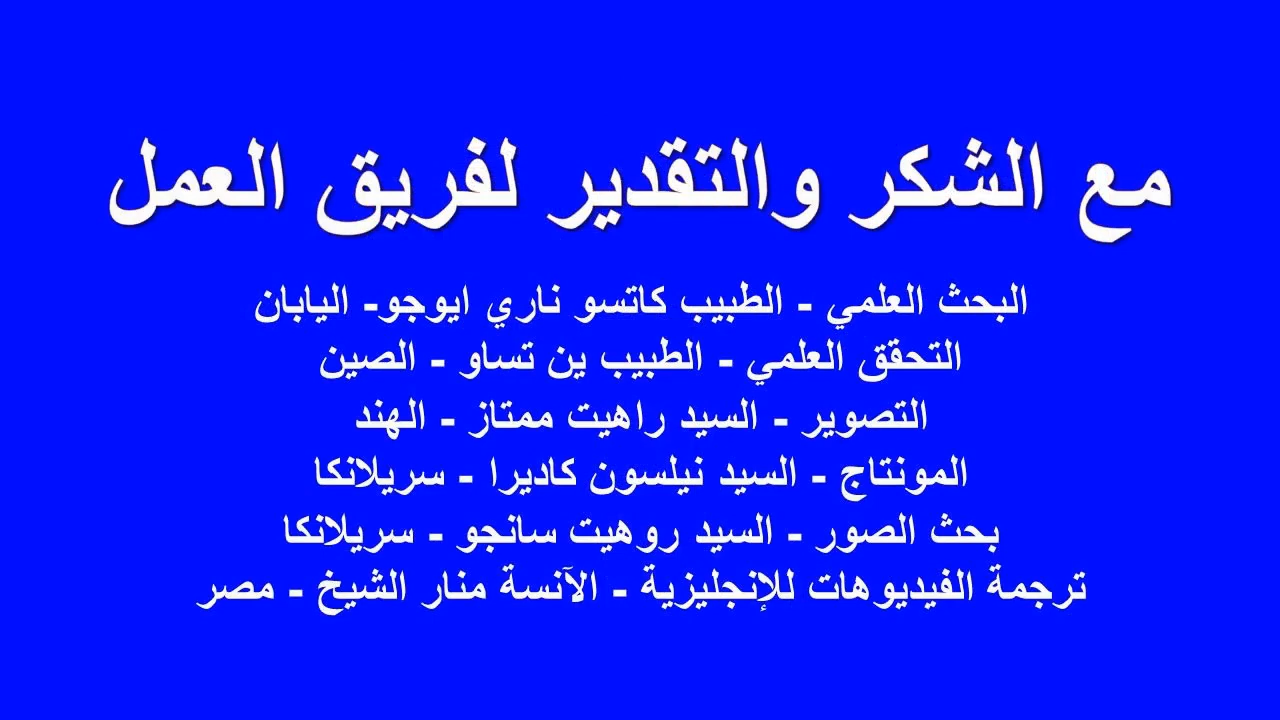 مع الشكر والتقدير لفريق العمل
البحث العلمي - الطبيب كاتسو ناري ايوجو- اليابان
التحقق العلمي - الطبيب ين تساو - الصين
التصوير - السيد راهيت ممتاز - الهند
المونتاج - السيد نيلسون كاديرا - سريلانكا
بحث الصور - السيد روهيت سانجو - سريلانكا
ترجمة الفيديوهات للإنجليزية - الآنسة منار الشيخ - مصر